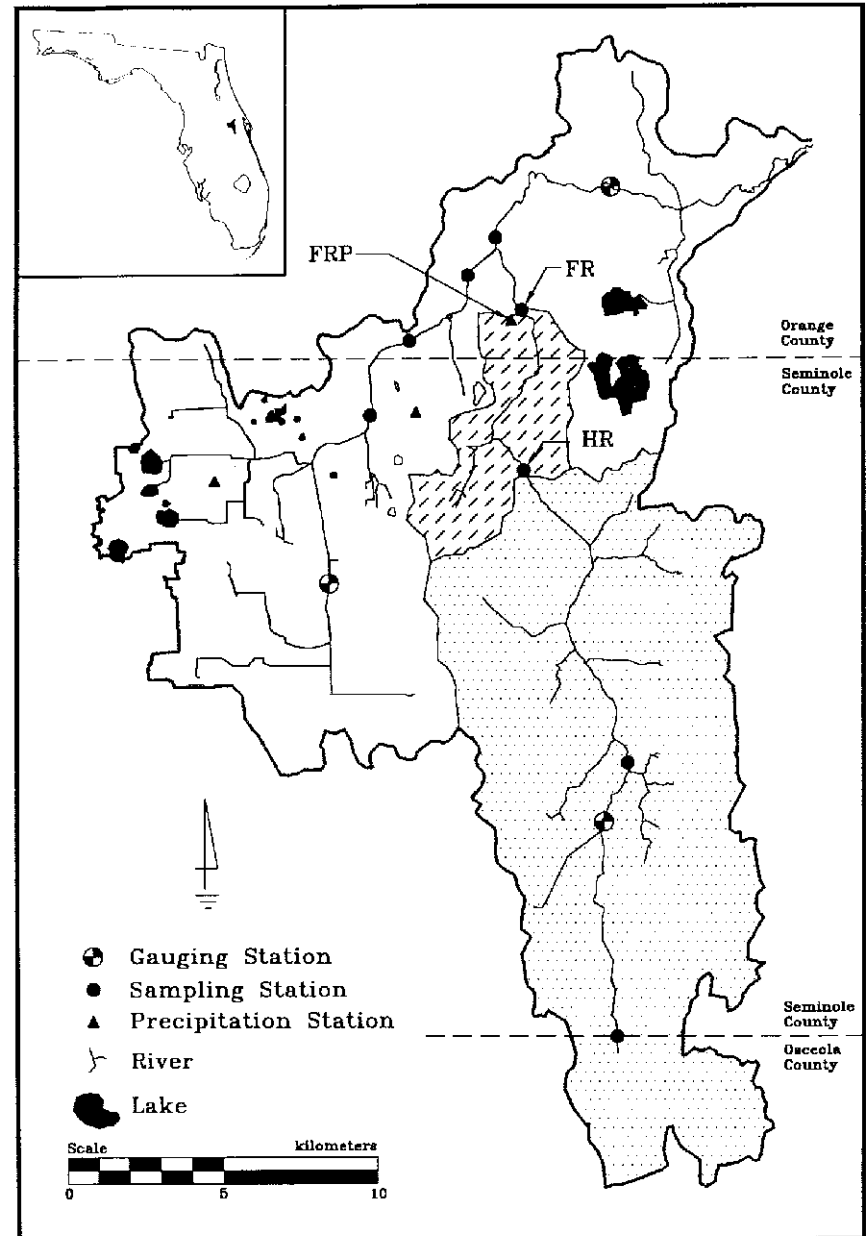 FRP
FR
Orange
County
Seminole
County
HR
Gauging Station
Sampling Station
Precipitation Station
River
Lake
Seminole
County
Osceola
County
Scale kilometers
0 5 10